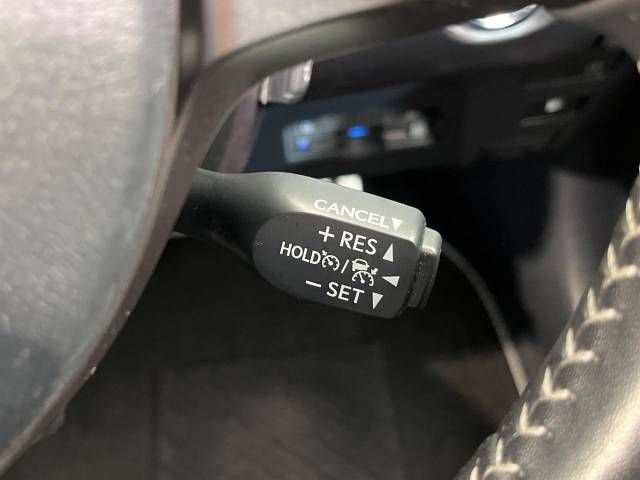 CANCEL▼
+ RES ▲
HOLD / ◀
− SET ▼